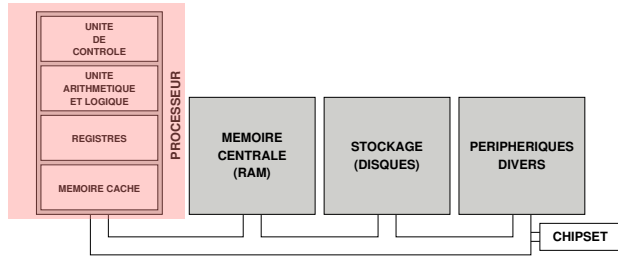 UNITE
DE
CONTROLE
UNITE
ARITHMETIQUE
ET LOGIQUE
REGISTRES
MEMOIRE CACHE
PROCESSEUR
MEMOIRE
CENTRALE
(RAM)
STOCKAGE
(DISQUES)
PERIPHERIQUES
DIVERS
CHIPSET